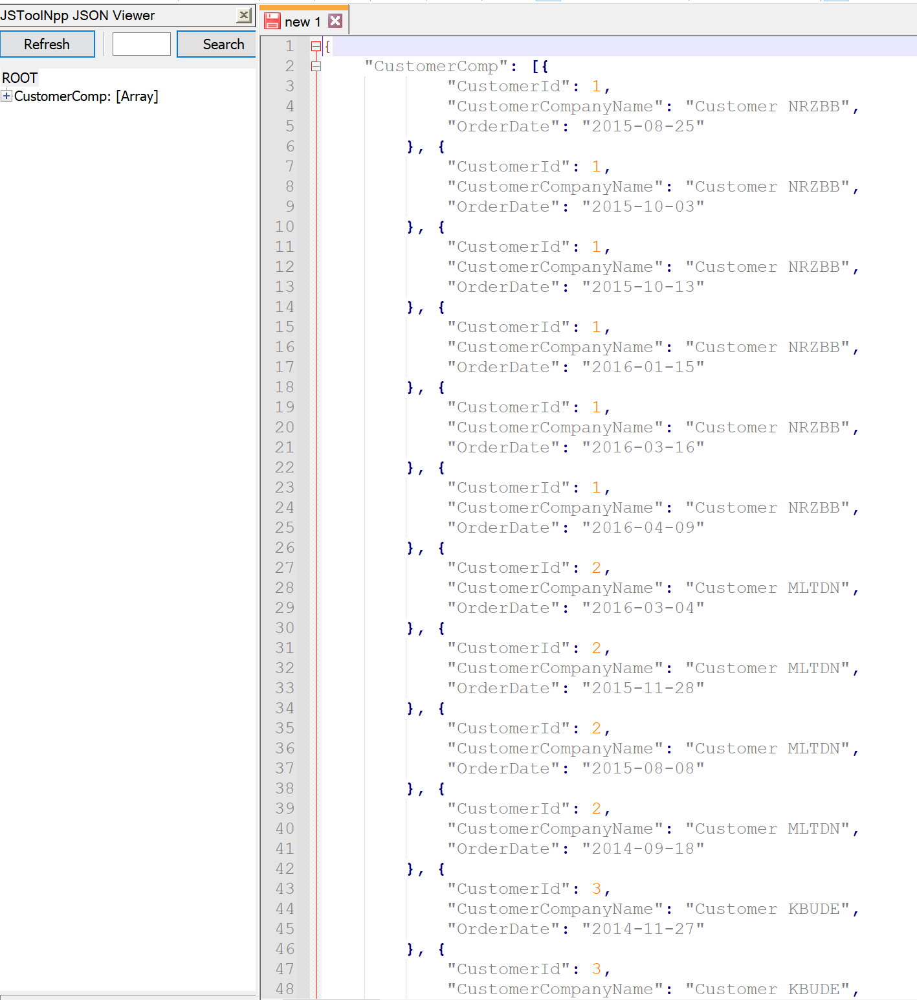 JSToolNpp JSON Viewer
Refresh
Search
ROOT
CustomerComp: [Array]
new 1
1 {
2 "CustomerComp": [{
3 "CustomerId": 1,
4 "CustomerCompanyName": "Customer NRZBB",
5 "OrderDate": "2015-08-25"
6 }, {
7 "CustomerId": 1,
8 "CustomerCompanyName": "Customer NRZBB",
9 "OrderDate": "2015-10-03"
10 }, {
11 "CustomerId": 1,
12 "CustomerCompanyName": "Customer NRZBB",
13 "OrderDate": "2015-10-13"
14 }, {
15 "CustomerId": 1,
16 "CustomerCompanyName": "Customer NRZBB",
17 "OrderDate": "2016-01-15"
18 }, {
19 "CustomerId": 1,
20 "CustomerCompanyName": "Customer NRZBB",
21 "OrderDate": "2016-03-16"
22 }, {
23 "CustomerId": 1,
24 "CustomerCompanyName": "Customer NRZBB",
25 "OrderDate": "2016-04-09"
26 }, {
27 "CustomerId": 2,
28 "CustomerCompanyName": "Customer MLTDN",
29 "OrderDate": "2016-03-04"
30 }, {
31 "CustomerId": 2,
32 "CustomerCompanyName": "Customer MLTDN",
33 "OrderDate": "2015-11-28"
34 }, {
35 "CustomerId": 2,
36 "CustomerCompanyName": "Customer MLTDN",
37 "OrderDate": "2015-08-08"
38 }, {
39 "CustomerId": 2,
40 "CustomerCompanyName": "Customer MLTDN",
41 "OrderDate": "2014-09-18"
42 }, {
43 "CustomerId": 3,
44 "CustomerCompanyName": "Customer KBUDE",
45 "OrderDate": "2014-11-27"
46 }, {
47 "CustomerId": 3,
48 "CustomerCompanyName": "Customer KBUDE",